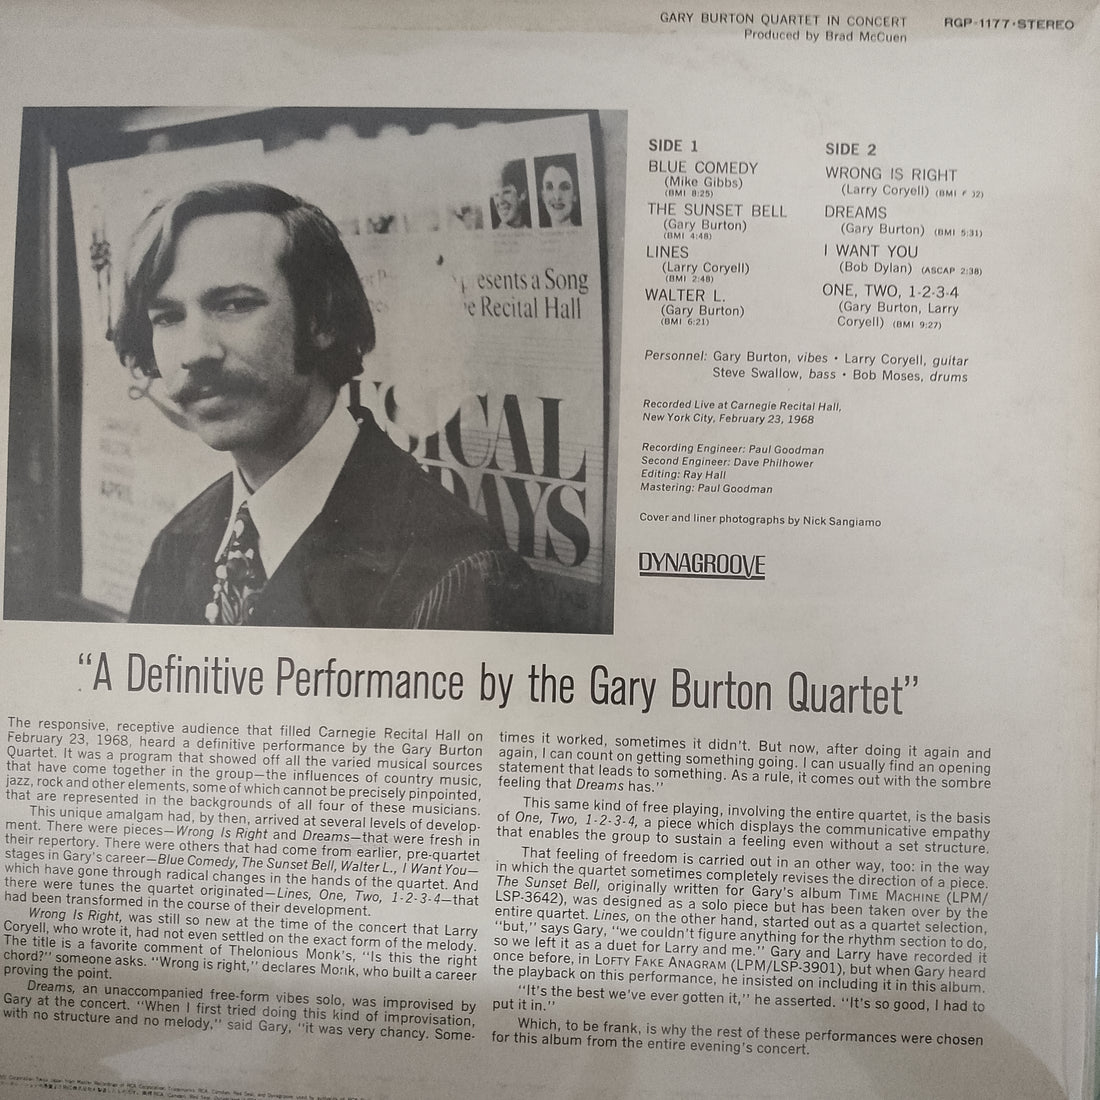 GARY BURTON QUARTET IN CONCERT RGP-1177·STEREO
Produced by Brad McCuen
SIDE 1
BLUE COMEDY
(Mike Gibbs)
(BMI 8:25)
THE SUNSET BELL
(Gary Burton)
(BMI 4:48)
LINES
(Larry Coryell)
(BMI 2:48)
WALTER L.
(Gary Burton)
(BMI 6:21)
SIDE 2
WRONG IS RIGHT
(Larry Coryell) (BMI
DREAMS
(Gary Burton) (BMI 5:31)
I WANT YOU
(Bob Dylan) (ASCAP 2:38)
ONE, TWO, 1-2-3-4
(Gary Burton, Larry
Coryell) (BMI 9:27)
Personnel: Gary Burton, vibes • Larry Coryell, guitar
Steve Swallow, bass • Bob Moses, drums
Recorded Live at Carnegie Recital Hall,
New York City, February 23, 1968
Recording Engineer: Paul Goodman
Second Engineer: Dave Philhower
Editing: Ray Hall
Mastering: Paul Goodman
Cover and liner photographs by Nick Sangiamo
DYNAGROOVE
esents a Song
e Recital Hall
SICAL
DAYS
APRIL
"A Definitive Performance by the Gary Burton Quartet"
The responsive, receptive audience that filled Carnegie Recital Hall on
February 23, 1968, heard a definitive performance by the Gary Burton
Quartet. It was a program that showed off all the varied musical sources
that have come together in the group—the influences of country music,
jazz, rock and other elements, some of which cannot be precisely pinpointed,
that are represented in the backgrounds of all four of these musicians.
This unique amalgam had, by then, arrived at several levels of develop-
ment. There were pieces—Wrong Is Right and Dreams—that were fresh in
their repertory. There were others that had come from earlier, pre-quartet
stages in Gary's career—Blue Comedy, The Sunset Bell, Walter L., I Want You—
which have gone through radical changes in the hands of the quartet. And
there were tunes the quartet originated—Lines, One, Two, 1-2-3-4—that
had been transformed in the course of their development.
Wrong Is Right, was still so new at the time of the concert that Larry
Coryell, who wrote it, had not even settled on the exact form of the melody.
The title is a favorite comment of Thelonious Monk's, "Is this the right
chord?" someone asks. "Wrong is right," declares Monk, who built a career
proving the point.
Dreams, an unaccompanied free-form vibes solo, was improvised by
Gary at the concert. "When I first tried doing this kind of improvisation,
with no structure and no melody," said Gary, "it was very chancy. Some-
times it worked, sometimes it didn't. But now, after doing it again and
again, I can count on getting something going. I can usually find an opening
statement that leads to something. As a rule, it comes out with the sombre
feeling that Dreams has."
This same kind of free playing, involving the entire quartet, is the basis
of One, Two, 1-2-3-4, a piece which displays the communicative empathy
that enables the group to sustain a feeling even without a set structure.
That feeling of freedom is carried out in an other way, too: in the way
in which the quartet sometimes completely revises the direction of a piece.
The Sunset Bell, originally written for Gary's album TIME MACHINE (LPM/
LSP-3642), was designed as a solo piece but has been taken over by the
entire quartet. Lines, on the other hand, started out as a quartet selection,
"but," says Gary, "we couldn't figure anything for the rhythm section to do,
so we left it as a duet for Larry and me." Gary and Larry have recorded it
once before, in LOFTY FAKE ANAGRAM (LPM/LSP-3901), but when Gary heard
the playback on this performance, he insisted on including it in this album.
"It's the best we've ever gotten it," he asserted. "It's so good, I had to
put it in."
Which, to be frank, is why the rest of these performances were chosen
for this album from the entire evening's concert.